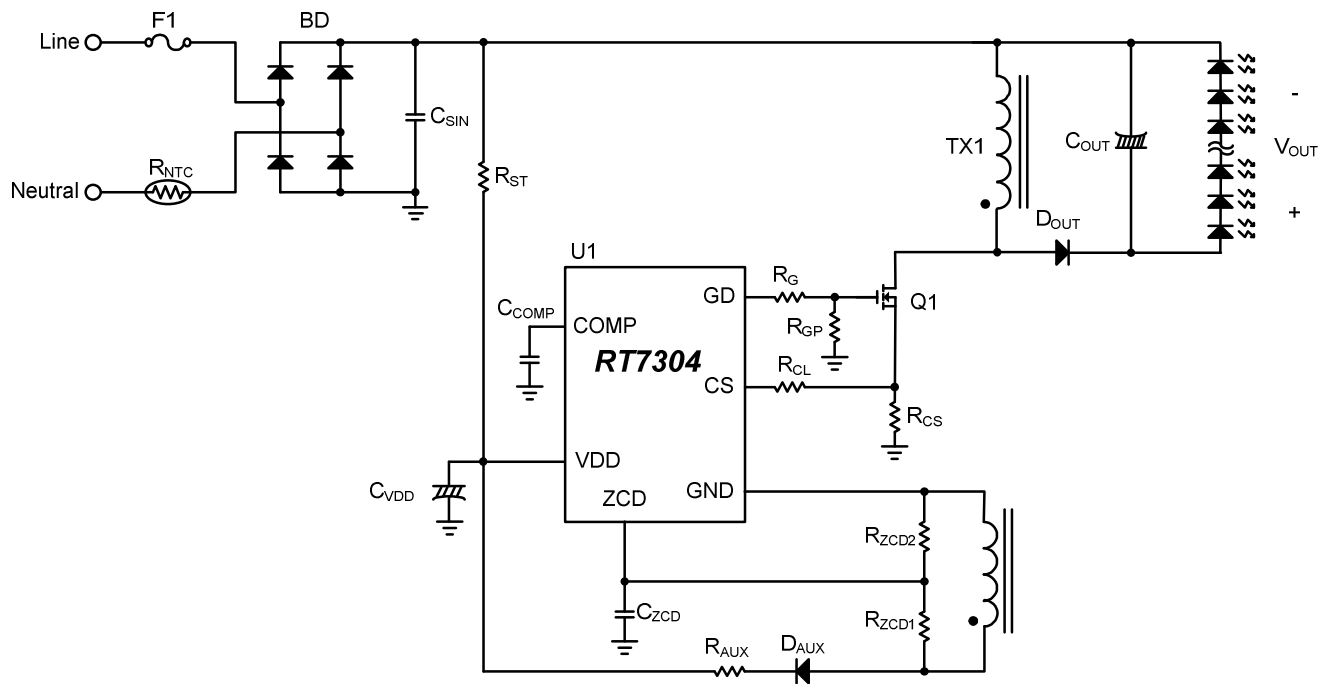 F1
BD
Line
CSIN
RNTC
Neutral
RST
TX1
COUT
-
VOUT
+
DOUT
U1
GD
RG
Q1
RGP
CCOMP
COMP
RT7304
RCL
CS
RCS
VDD
CVDD
ZCD
GND
RZCD2
CZCD
RZCD1
RAUX
DAUX